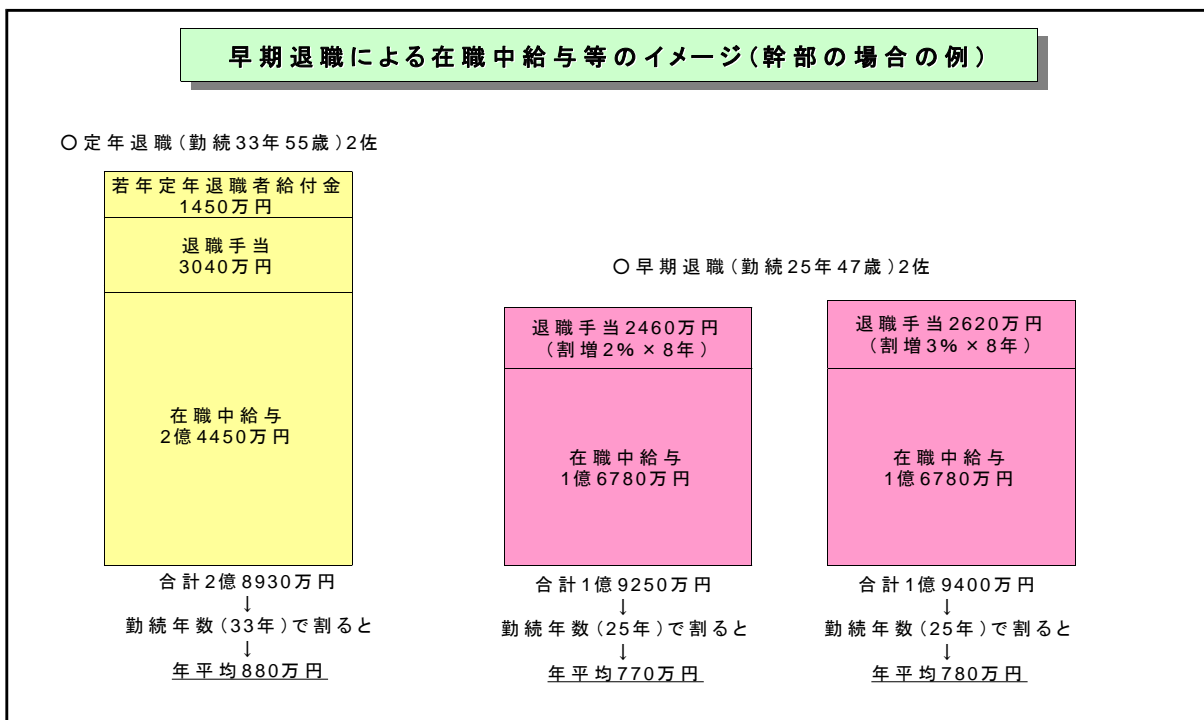 早期退職による在職中給与等のイメージ(幹部の場合の例)
○定年退職(勤続33年55歳)2佐
若年定年退職者給付金
1450万円
退職手当
3040万円
在職中給与
2億4450万円
合計2億8930万円
↓
勤続年数(33年)で割ると
↓
年平均880万円
○早期退職(勤続25年47歳)2佐
退職手当2460万円
(割増2%×8年)
在職中給与
1億6780万円
合計1億9250万円
↓
勤続年数(25年)で割ると
↓
年平均770万円
退職手当2620万円
(割増3%×8年)
在職中給与
1億6780万円
合計1億9400万円
↓
勤続年数(25年)で割ると
↓
年平均780万円